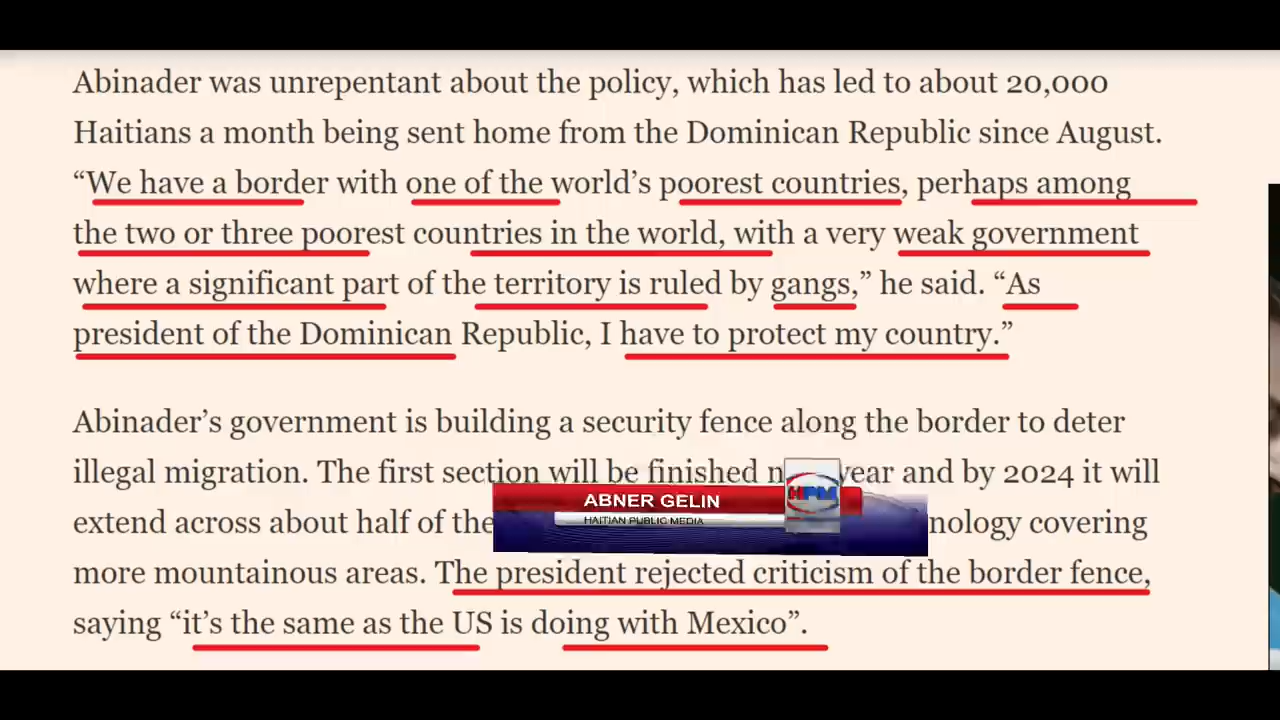 Abinader was unrepentant about the policy, which has led to about 20,000
Haitians a month being sent home from the Dominican Republic since August.
“We have a border with one of the world’s poorest countries, perhaps among
the two or three poorest countries in the world, with a very weak government
where a significant part of the territory is ruled by gangs,” he said. “As
president of the Dominican Republic, I have to protect my country.”
Abinader’s government is building a security fence along the border to deter
illegal migration. The first section will be finished year and by 2024 it will
extend across about half of the covering
more mountainous areas. The president rejected criticism of the border fence,
saying “it’s the same as the US is doing with Mexico”.
ABNER GELIN
HAITIAN PUBLIC MEDIA
HPM